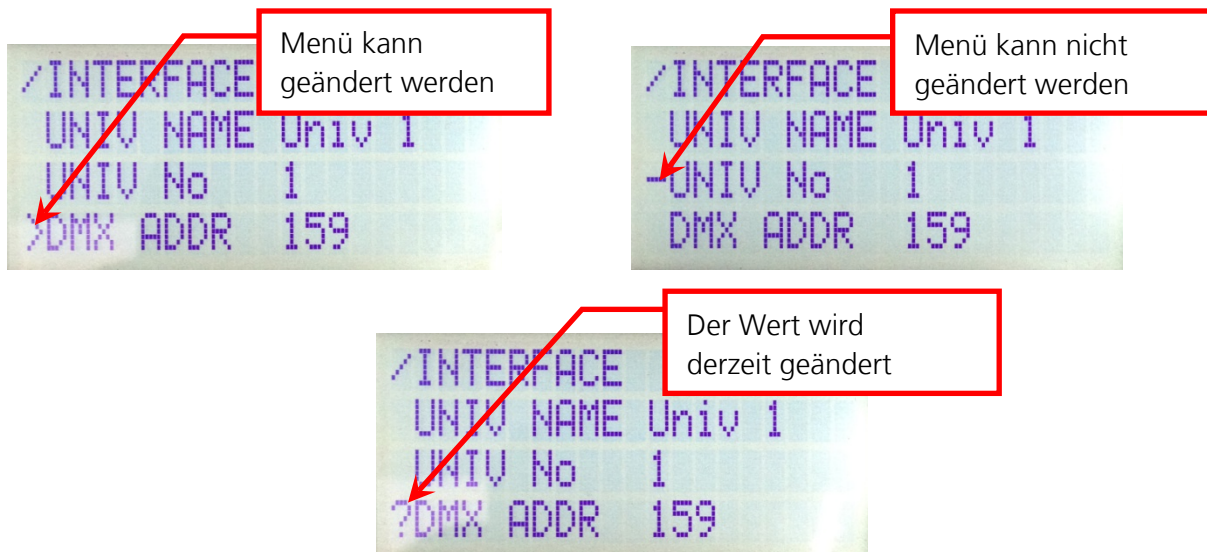 Menü kann
geändert werden
/INTERFACE
UNIV NAME Univ 1
UNIV No 1
>DMX ADDR 159
Menü kann nicht
geändert werden
/INTERFACE
UNIV NAME Univ 1
-UNIV No 1
DMX ADDR 159
Der Wert wird
derzeit geändert
/INTERFACE
UNIV NAME Univ 1
UNIV No 1
?DMX ADDR 159